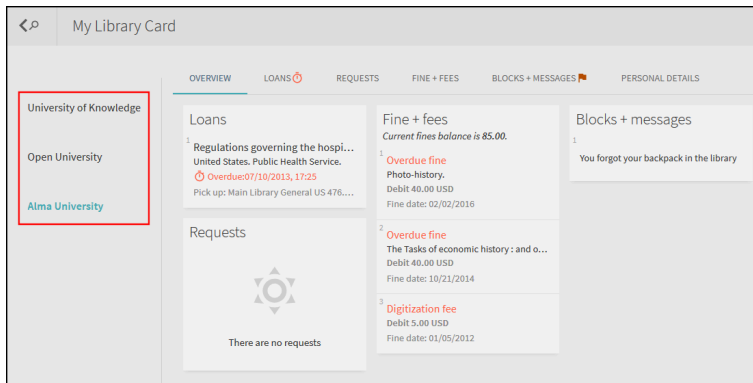 My Library Card
OVERVIEW LOANS REQUESTS FINE + FEES BLOCKS + MESSAGES PERSONAL DETAILS
University of Knowledge
Open University
Alma University
Loans
1
Regulations governing the hospi...
United States. Public Health Service.
Overdue:07/10/2013, 17:25
Pick up: Main Library General US 476....
Requests
There are no requests
Fine + fees
Current fines balance is 85.00.
1
Overdue fine
Photo-history.
Debit 40.00 USD
Fine date: 02/02/2016
2
Overdue fine
The Tasks of economic history : and o...
Debit 40.00 USD
Fine date: 10/21/2014
3
Digitization fee
Debit 5.00 USD
Fine date: 01/05/2012
Blocks + messages
1
You forgot your backpack in the library